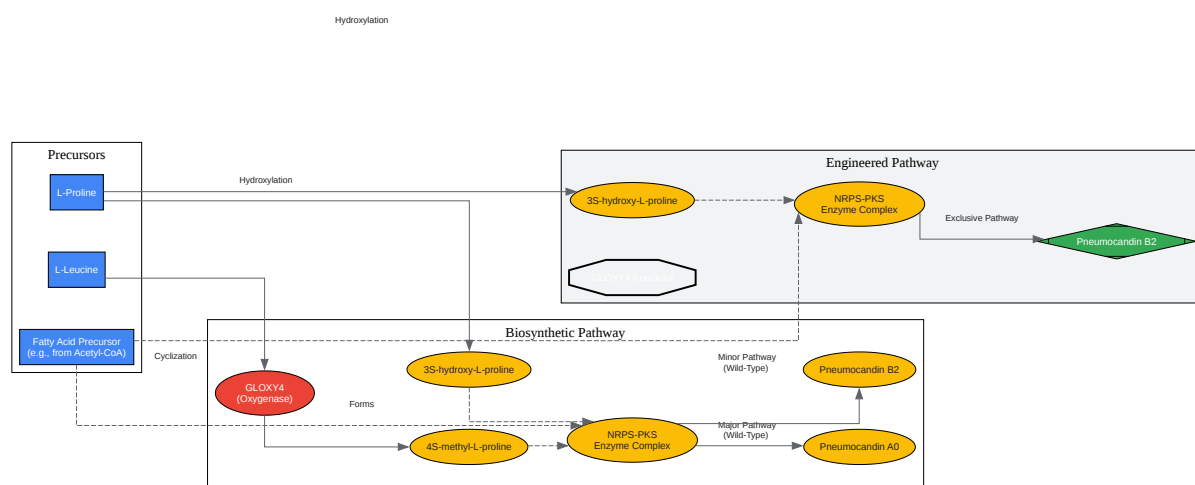 Hydroxylation
Precursors
L-Proline
L-Leucine
Fatty Acid Precursor
(e.g., from Acetyl-CoA)
Hydroxylation
Cyclization
Engineered Pathway
3S-hydroxy-L-proline
NRPS-PKS
Enzyme Complex
Exclusive Pathway
Pneumocandin B2
GLOXY4
Biosynthetic Pathway
GLOXY4
(Oxygenase)
Forms
3S-hydroxy-L-proline
4S-methyl-L-proline
NRPS-PKS
Enzyme Complex
Minor Pathway
(Wild-Type)
Major Pathway
(Wild-Type)
Pneumocandin B2
Pneumocandin A0